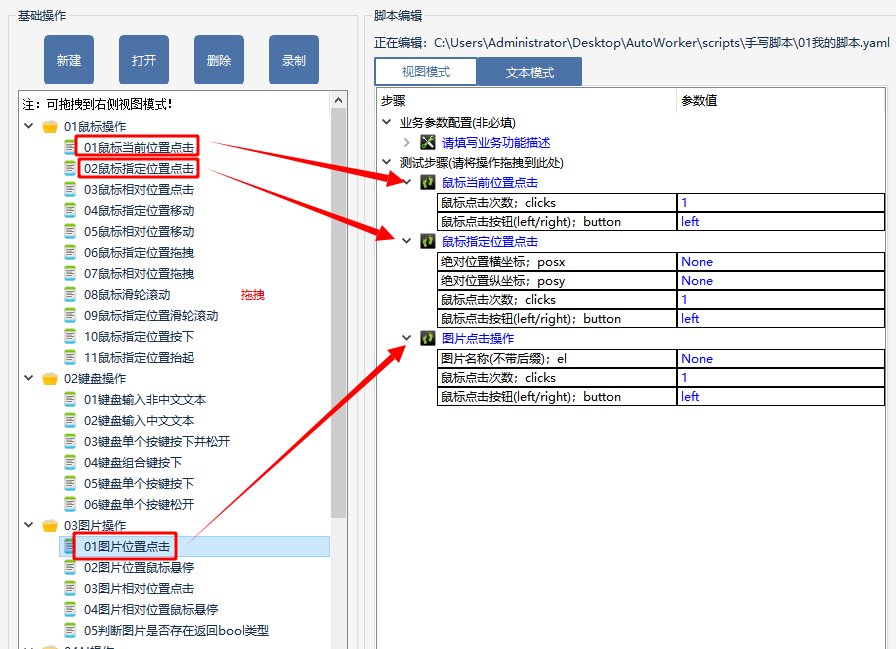 基础操作
新建
打开
删除
录制
注：可拖拽到右侧视图模式！
01鼠标操作
01鼠标当前位置点击
02鼠标指定位置点击
03鼠标相对位置点击
04鼠标指定位置移动
05鼠标相对位置移动
06鼠标指定位置拖拽
07鼠标相对位置拖拽
08鼠标滑轮滚动
拖拽
09鼠标指定位置滑轮滚动
10鼠标指定位置按下
11鼠标指定位置抬起
02键盘操作
01键盘输入非中文文本
02键盘输入中文文本
03键盘单个按键按下并松开
04键盘组合键按下
05键盘单个按键按下
06键盘单个按键松开
03图片操作
01图片位置点击
02图片位置鼠标悬停
03图片相对位置点击
04图片相对位置鼠标悬停
05判断图片是否存在返回bool类型
脚本编辑
正在编辑：C:\Users\Administrator\Desktop\AutoWorker\scripts\手写脚本\01我的脚本.yaml
视图模式
文本模式
步骤 参数值
业务参数配置(非必填)
请填写业务功能描述
测试步骤(请将操作拖拽到此处)
鼠标当前位置点击
鼠标点击次数；clicks 1
鼠标点击按钮(left/right)；button left
鼠标指定位置点击
绝对位置横坐标；posx None
绝对位置纵坐标；posy None
鼠标点击次数；clicks 1
鼠标点击按钮(left/right)；button left
图片点击操作
图片名称(不带后缀)；el None
鼠标点击次数；clicks 1
鼠标点击按钮(left/right)；button left